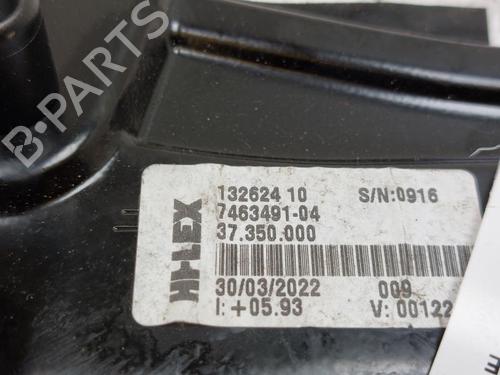 B-PARTS
HI-LEX
132624 10 S/N:0916
7463491-04
37.350.000
30/03/2022 009
I: +05.93 V: 00122